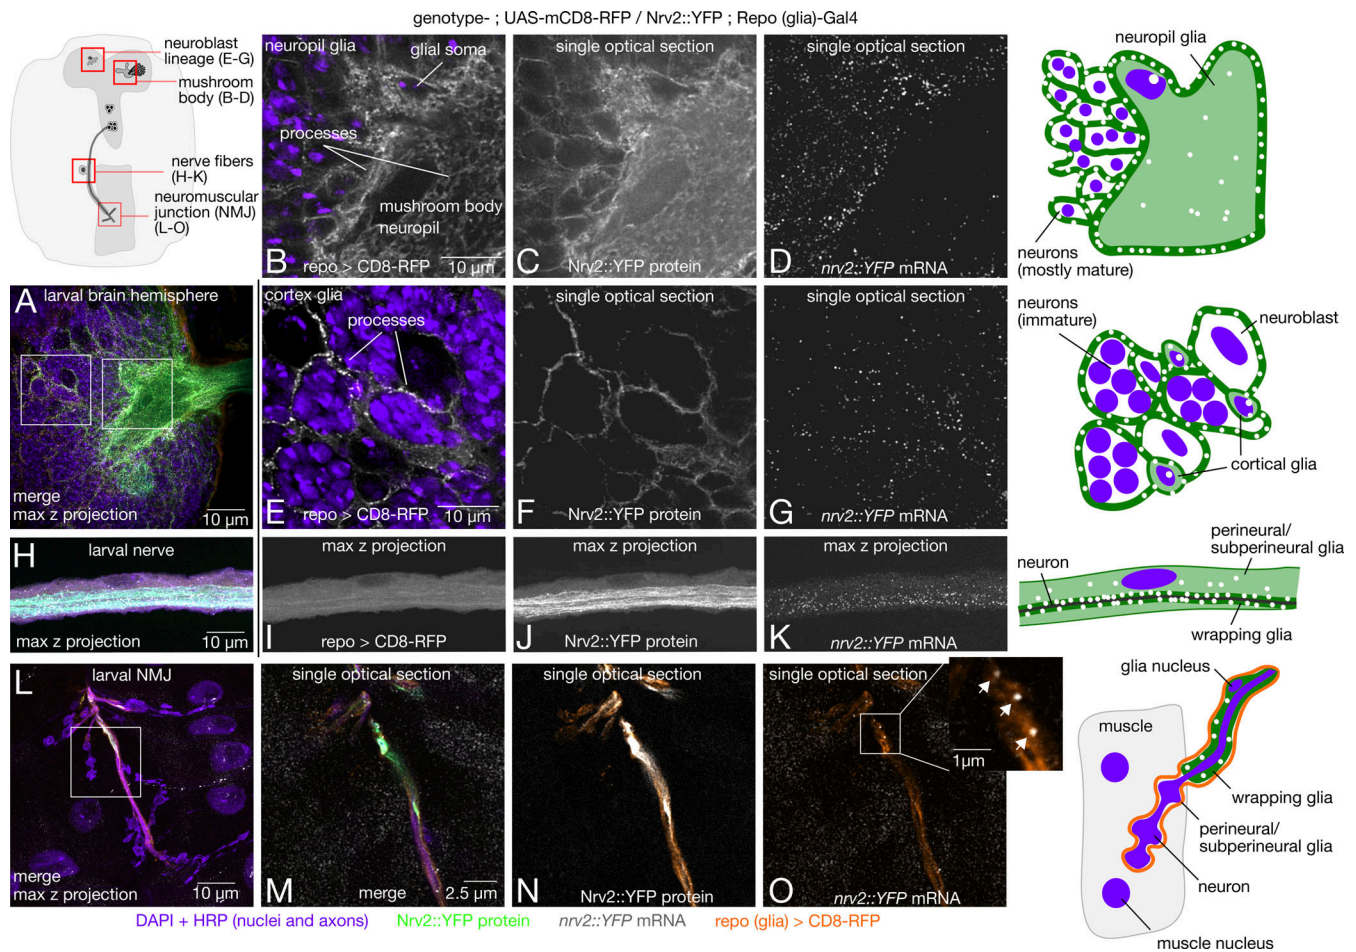 genotype- ; UAS-mCD8-RFP / Nrv2::YFP ; Repo (glia)-Gal4
neuroblast
lineage (E-G)
mushroom
body (B-D)
nerve fibers
(H-K)
neuromuscular
junction (NMJ)
(L-O)
neuropil glia
glial soma
processes
mushroom body
neuropil
B
repo > CD8-RFP
10 µm
single optical section
C
Nrv2::YFP protein
single optical section
D
nrv2::YFP mRNA
neuropil glia
neurons
(mostly mature)
A
larval brain hemisphere
merge
max z projection
10 µm
cortex glia
processes
E
repo > CD8-RFP
10 µm
single optical section
F
Nrv2::YFP protein
single optical section
G
nrv2::YFP mRNA
neurons
(immature)
neuroblast
cortical glia
H
larval nerve
max z projection
10 µm
max z projection
I
repo > CD8-RFP
max z projection
J
Nrv2::YFP protein
max z projection
K
nrv2::YFP mRNA
perineural/
subperineural glia
neuron
wrapping glia
L
larval NMJ
merge
max z projection
10 µm
single optical section
M
merge
2.5 µm
single optical section
N
Nrv2::YFP protein
single optical section
1µm
O
nrv2::YFP mRNA
glia nucleus
muscle
wrapping glia
perineural/
subperineural glia
neuron
muscle nucleus
DAPI + HRP (nuclei and axons)
Nrv2::YFP protein
nrv2::YFP mRNA
repo (glia) > CD8-RFP